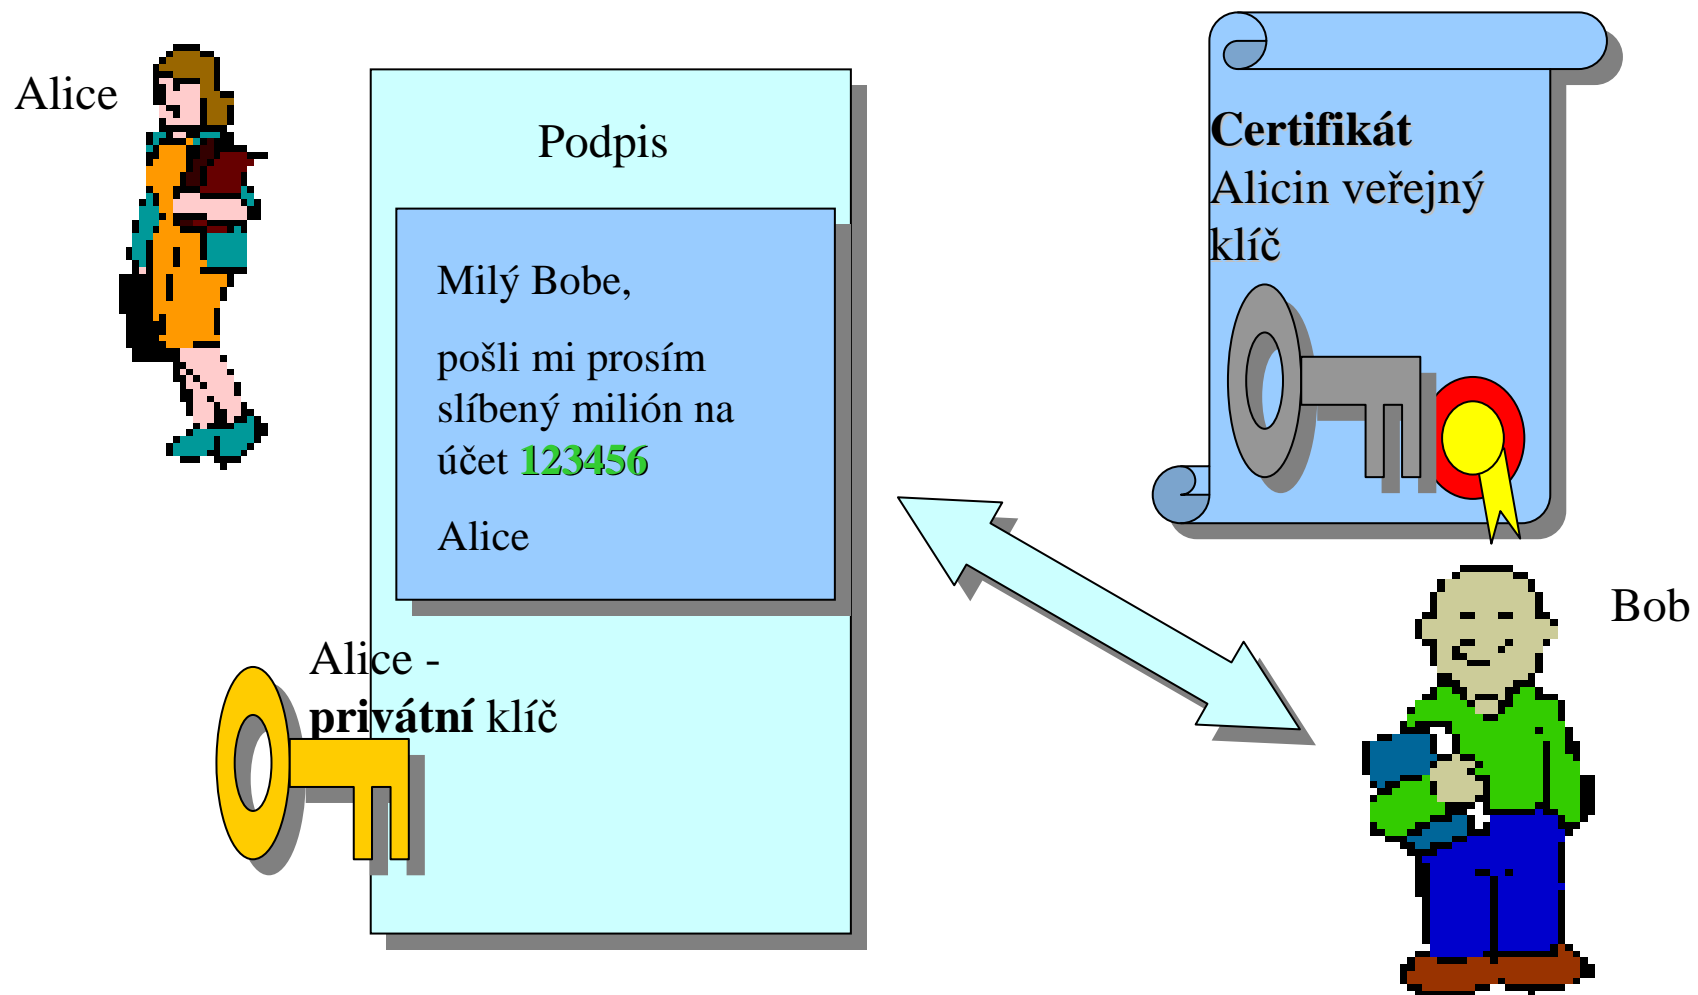 Alice
Podpis
Milý Bobe,
pošli mi prosím
slíbený milión na
účet 123456
Alice
Alice -
privátní klíč
Certifikát
Alicin veřejný
klíč
Bob